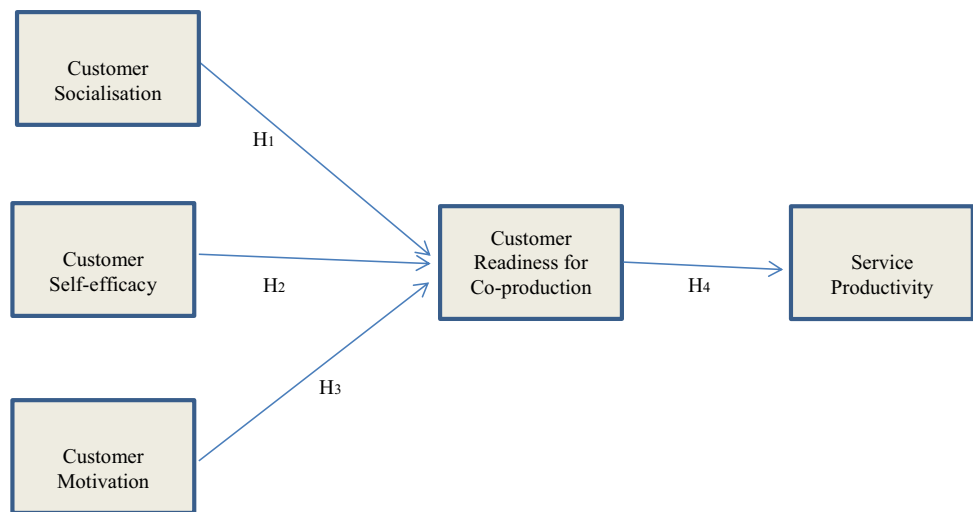 Customer
Socialisation
H1
Customer
Self-efficacy
H2
Customer
Readiness for
Co-production
H4
Service
Productivity
H3
Customer
Motivation